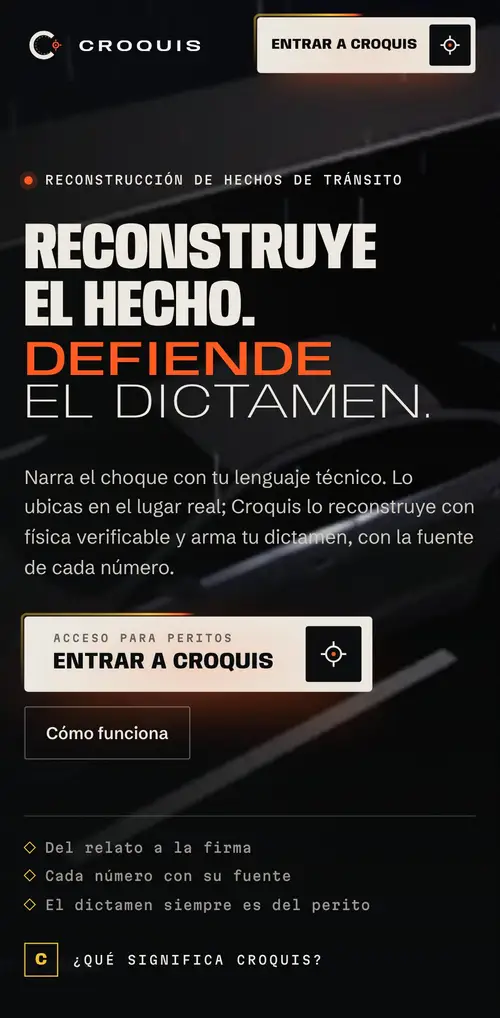 CROQUIS
ENTRAR A CROQUIS
RECONSTRUCCIÓN DE HECHOS DE TRÁNSITO
RECONSTRUYE
EL HECHO.
DEFIENDE
EL DICTAMEN.
Narra el choque con tu lenguaje técnico. Lo
ubicas en el lugar real; Croquis lo reconstruye con
física verificable y arma tu dictamen, con la fuente
de cada número.
ACCESO PARA PERITOS
ENTRAR A CROQUIS
Cómo funciona
Del relato a la firma
Cada número con su fuente
El dictamen siempre es del perito
C ¿QUÉ SIGNIFICA CROQUIS?